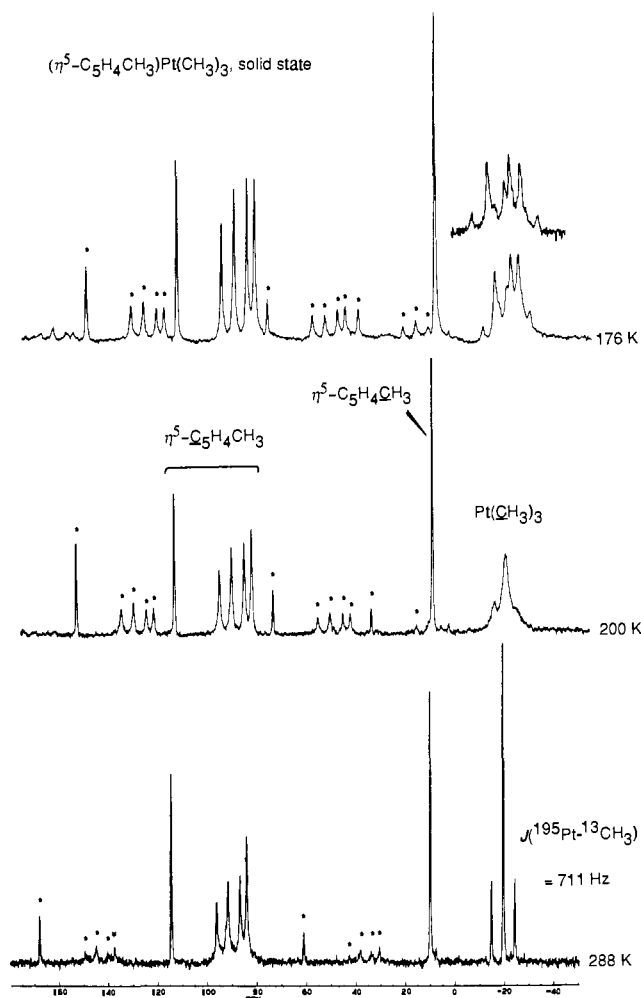 (η⁵-C₅H₄CH₃)Pt(CH₃)₃, solid state
176 K
η⁵-C₅H₄CH₃
η⁵-C₅H₄CH₃
Pt(CH₃)₃
200 K
J(¹⁹⁵Pt-¹³CH₃)
= 711 Hz
288 K
160 120 100 80 60 40 20 0 -20 -40